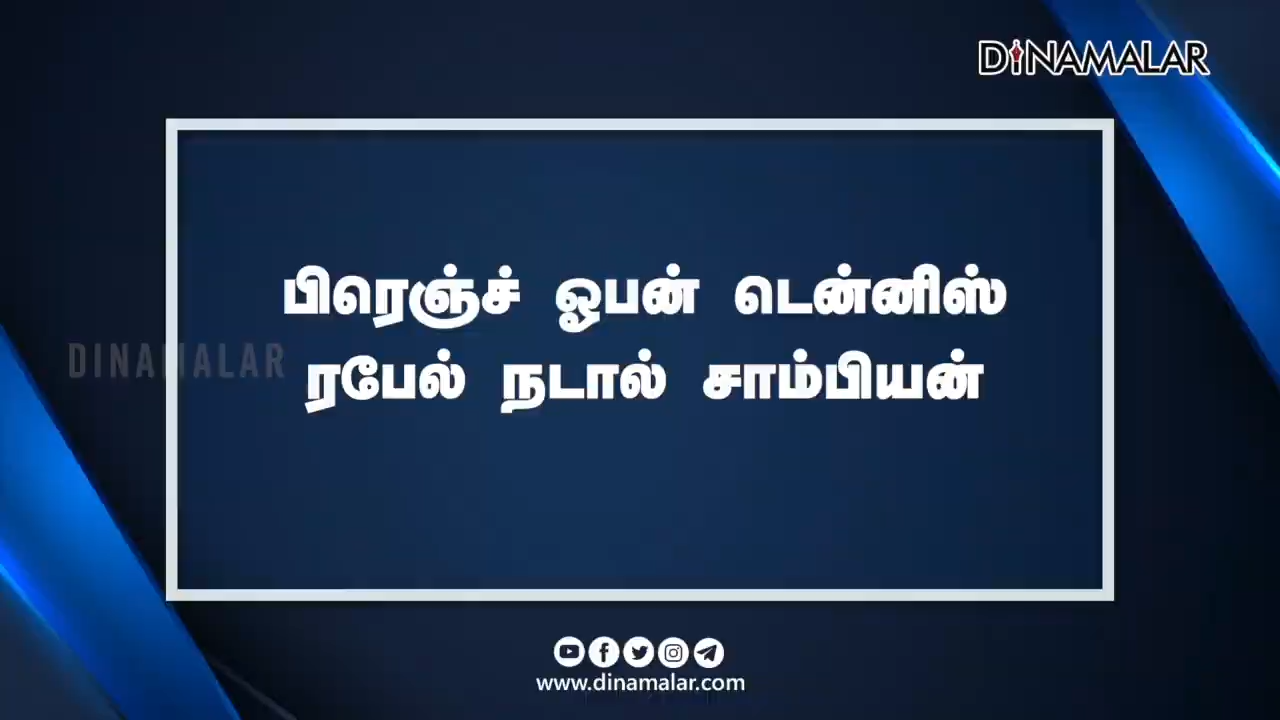 DINAMALAR
பிரெஞ்ச் ஓபன் டென்னிஸ்
DINAMALAR
ரபேல் நடால் சாம்பியன்
www.dinamalar.com